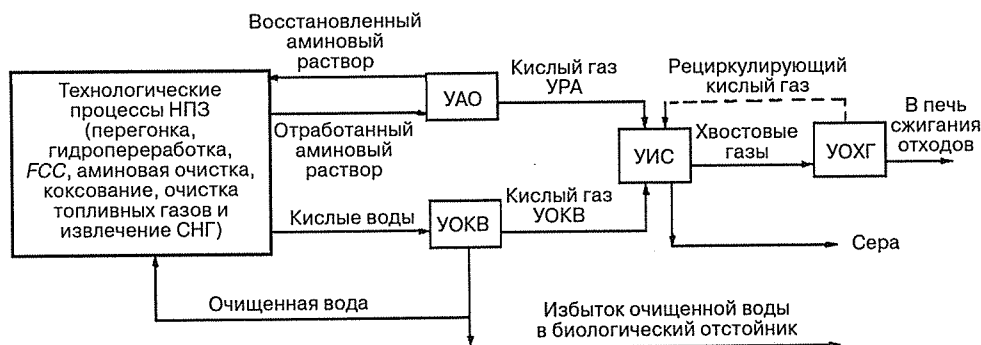 Восстановленный
аминовый
раствор
Технологические
процессы НПЗ
(перегонка,
гидропереработка,
FCC, аминовая очистка,
коксование, очистка
топливных газов и
извлечение СНГ)
УАО
Кислый газ
УРА
Рециркулирующий
кислый газ
В печь
сжигания
отходов
Отработанный
аминовый
раствор
УИС
Хвостовые
газы
УОХГ
Кислые воды
УОКВ
Кислый газ
УОКВ
Сера
Очищенная вода
Избыток очищенной воды
в биологический отстойник